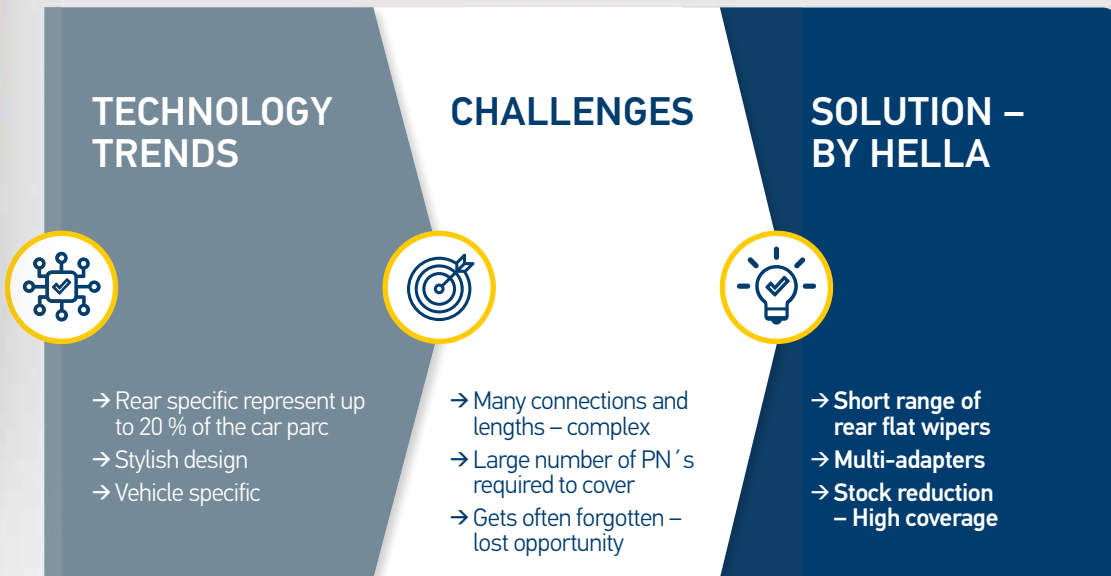 TECHNOLOGY
TRENDS
→ Rear specific represent up
to 20 % of the car parc
→ Stylish design
→ Vehicle specific
CHALLENGES
→ Many connections and
lengths – complex
→ Large number of PN´s
required to cover
→ Gets often forgotten –
lost opportunity
SOLUTION –
BY HELLA
→ Short range of
rear flat wipers
→ Multi-adapters
→ Stock reduction
– High coverage